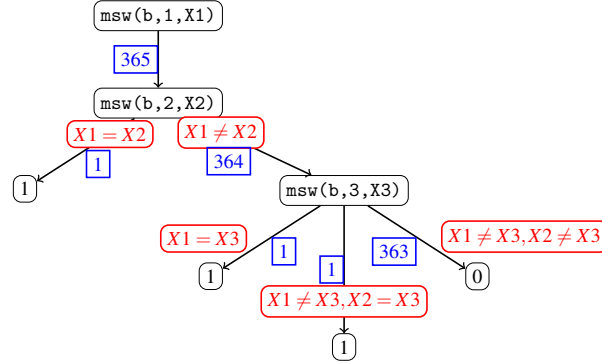 msw(b,1,X1)
365
msw(b,2,X2)
X1 = X2
X1 ≠ X2
1
364
1
msw(b,3,X3)
X1 = X3
1
363
X1 ≠ X3, X2 ≠ X3
1
1
0
X1 ≠ X3, X2 = X3
1